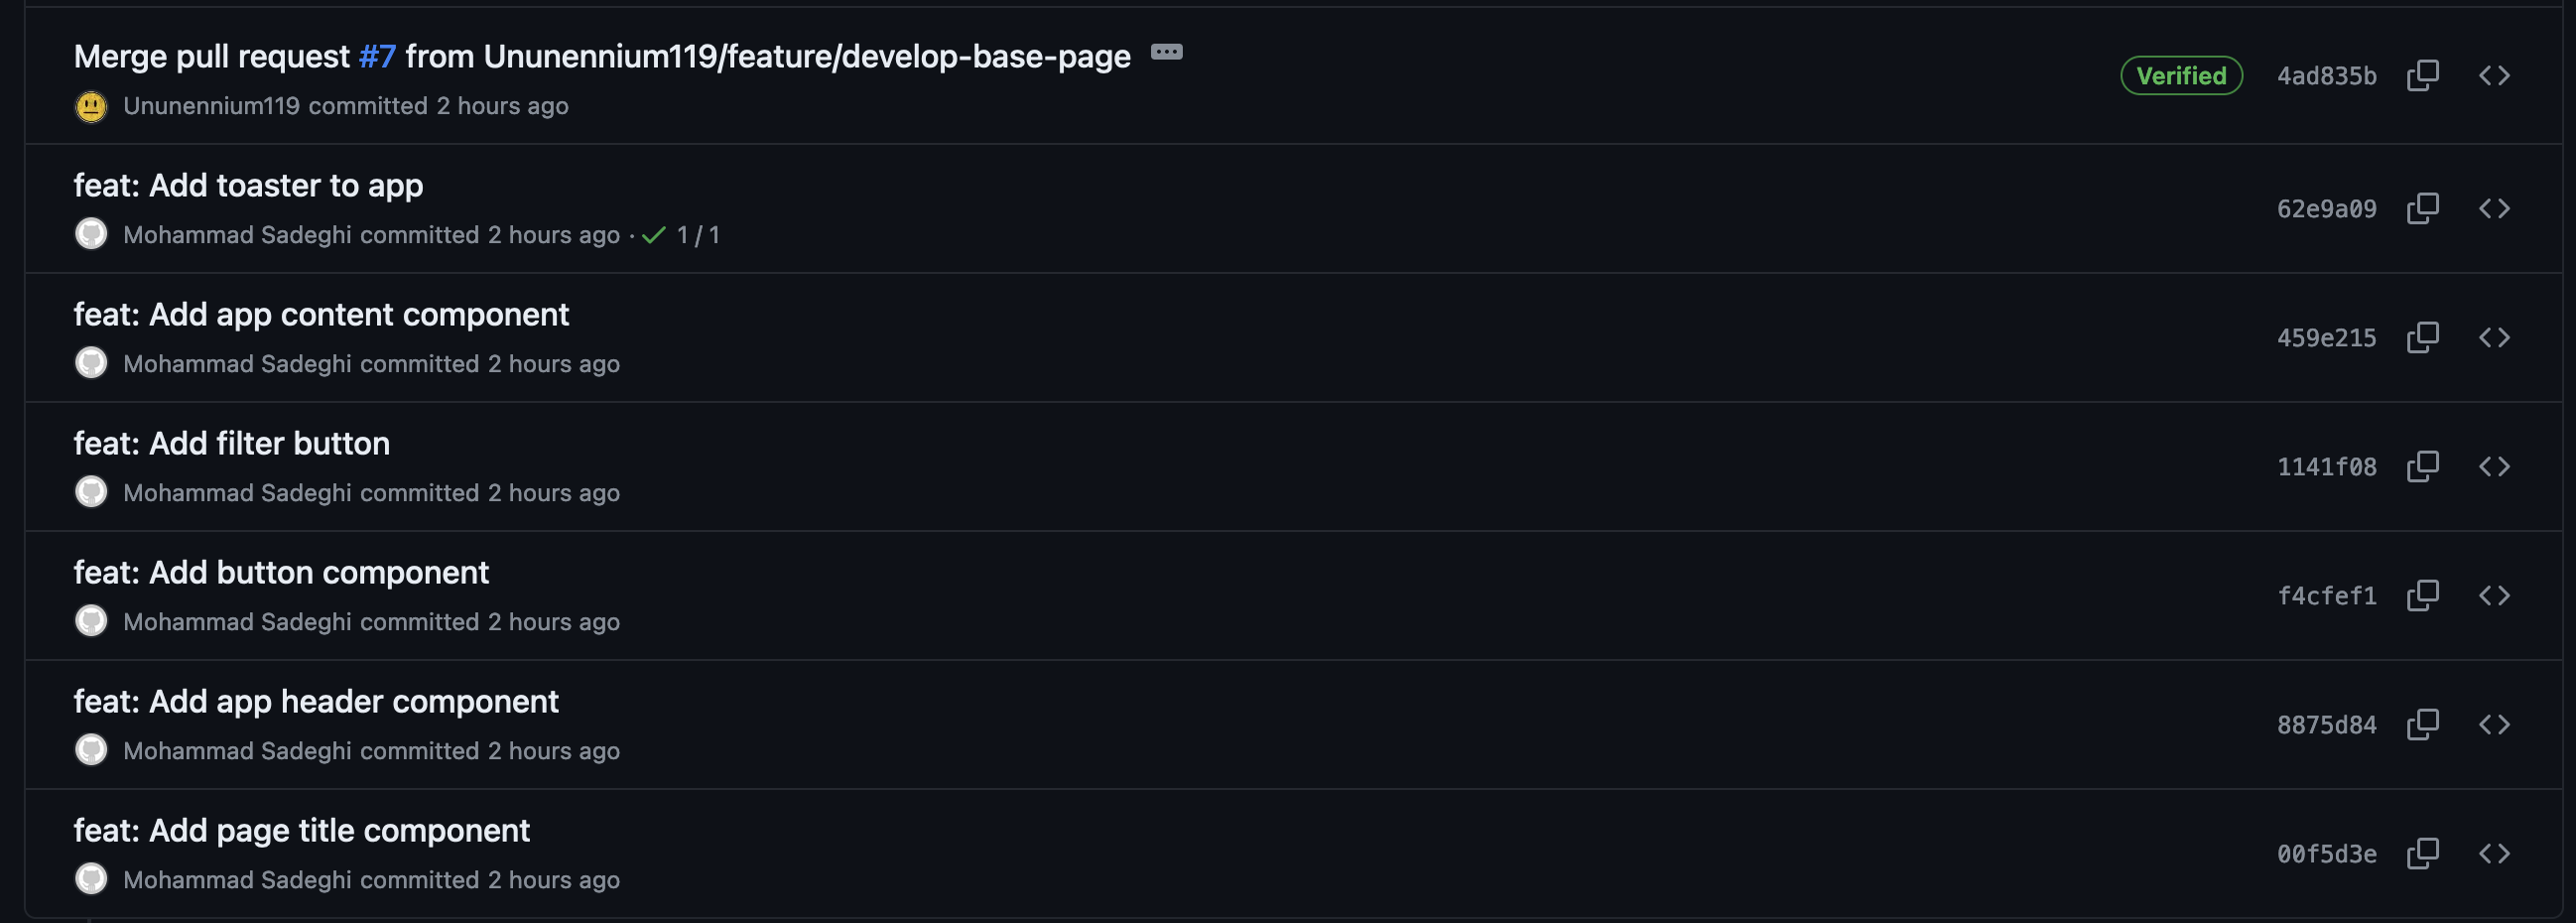 Merge pull request #7 from Ununennium119/feature/develop-base-page
Ununennium119 committed 2 hours ago
Verified
4ad835b
feat: Add toaster to app
Mohammad Sadeghi committed 2 hours ago · 1 / 1
62e9a09
feat: Add app content component
Mohammad Sadeghi committed 2 hours ago
459e215
feat: Add filter button
Mohammad Sadeghi committed 2 hours ago
1141f08
feat: Add button component
Mohammad Sadeghi committed 2 hours ago
f4cfef1
feat: Add app header component
Mohammad Sadeghi committed 2 hours ago
8875d84
feat: Add page title component
Mohammad Sadeghi committed 2 hours ago
00f5d3e